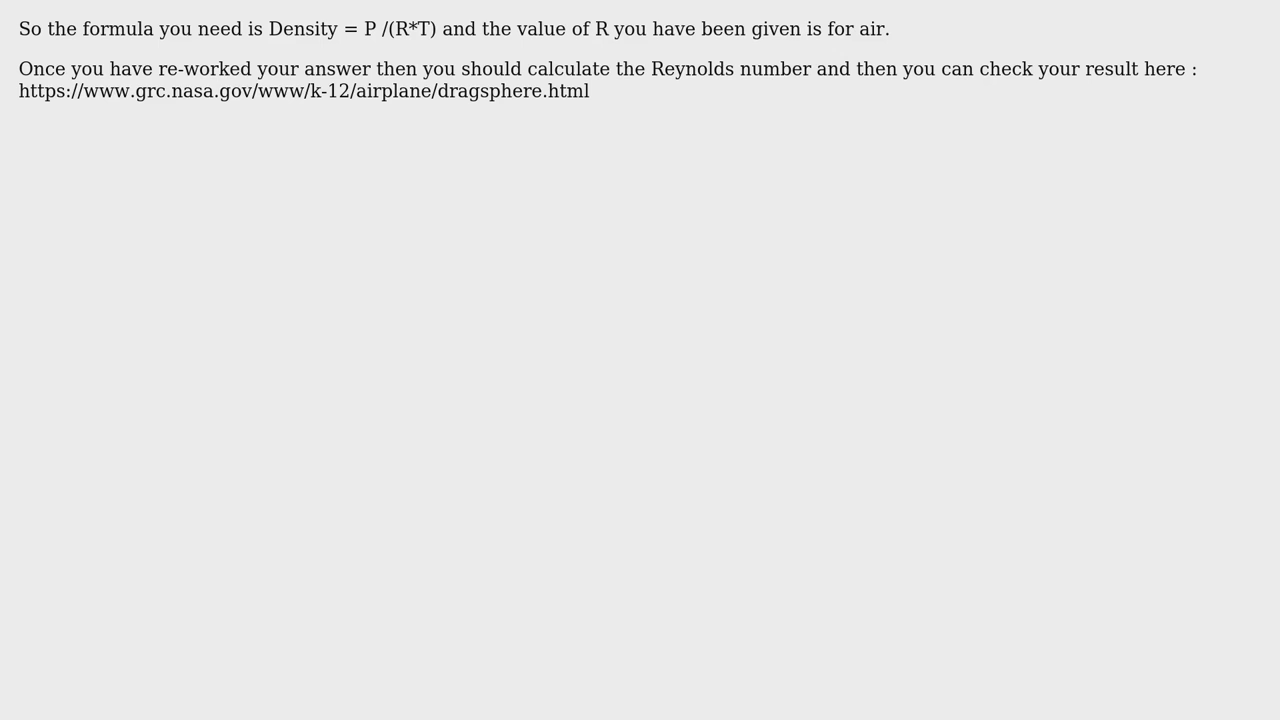 So the formula you need is Density = P /(R*T) and the value of R you have been given is for air.
Once you have re-worked your answer then you should calculate the Reynolds number and then you can check your result here :
https://www.grc.nasa.gov/www/k-12/airplane/dragsphere.html